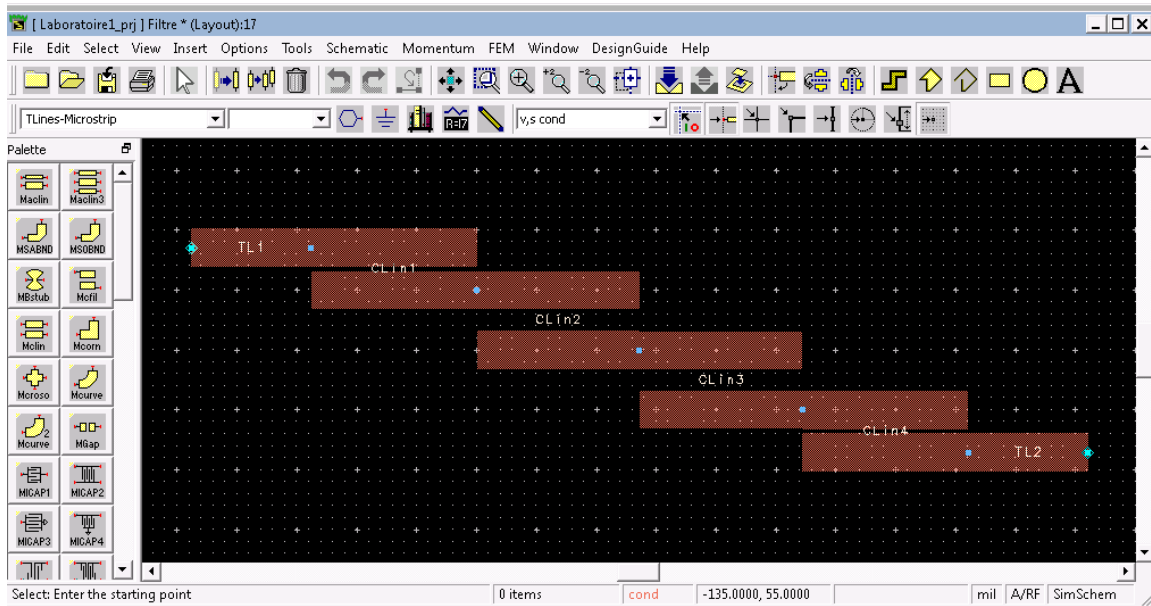 [ Laboratoire1_prj ] Filtre * (Layout):17
File Edit Select View Insert Options Tools Schematic Momentum FEM Window DesignGuide Help
TLines-Microstrip
v,s cond
Palette
Maclin Maclin3
MSABND MSOBND
MBstub Mcfil
Mclin Mcorn
Mcroso Mcurve
Mcurve MGap
MICAP1 MICAP2
MICAP3 MICAP4
TL1
CLin1
CLin2
CLin3
CLin4
TL2
Select: Enter the starting point 0 items cond -135.0000, 55.0000 mil A/RF SimSchem